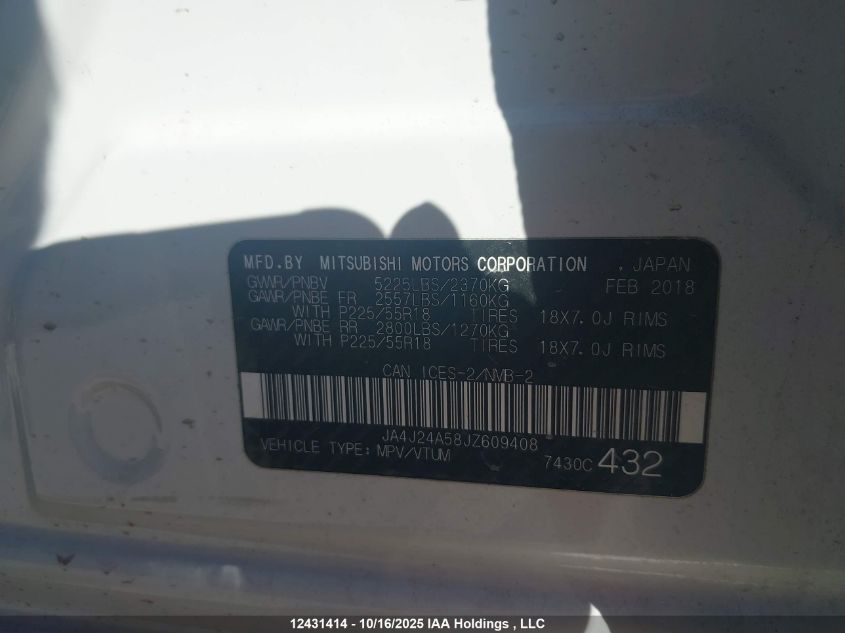 MFD.BY MITSUBISHI MOTORS CORPORATION , JAPAN
GVWR/PNBV 5225LBS/2370KG FEB 2018
GAWR/PNBE FR 2557LBS/1160KG
WITH P225/55R18 TIRES 18X7.0J RIMS
GAWR/PNBE RR 2800LBS/1270KG
WITH P225/55R18 TIRES 18X7.0J RIMS
CAN ICES-2/NMB-2
JA4J24A58JZ609408
VEHICLE TYPE: MPV/VTUM 7430C 432
12431414 - 10/16/2025 IAA Holdings , LLC